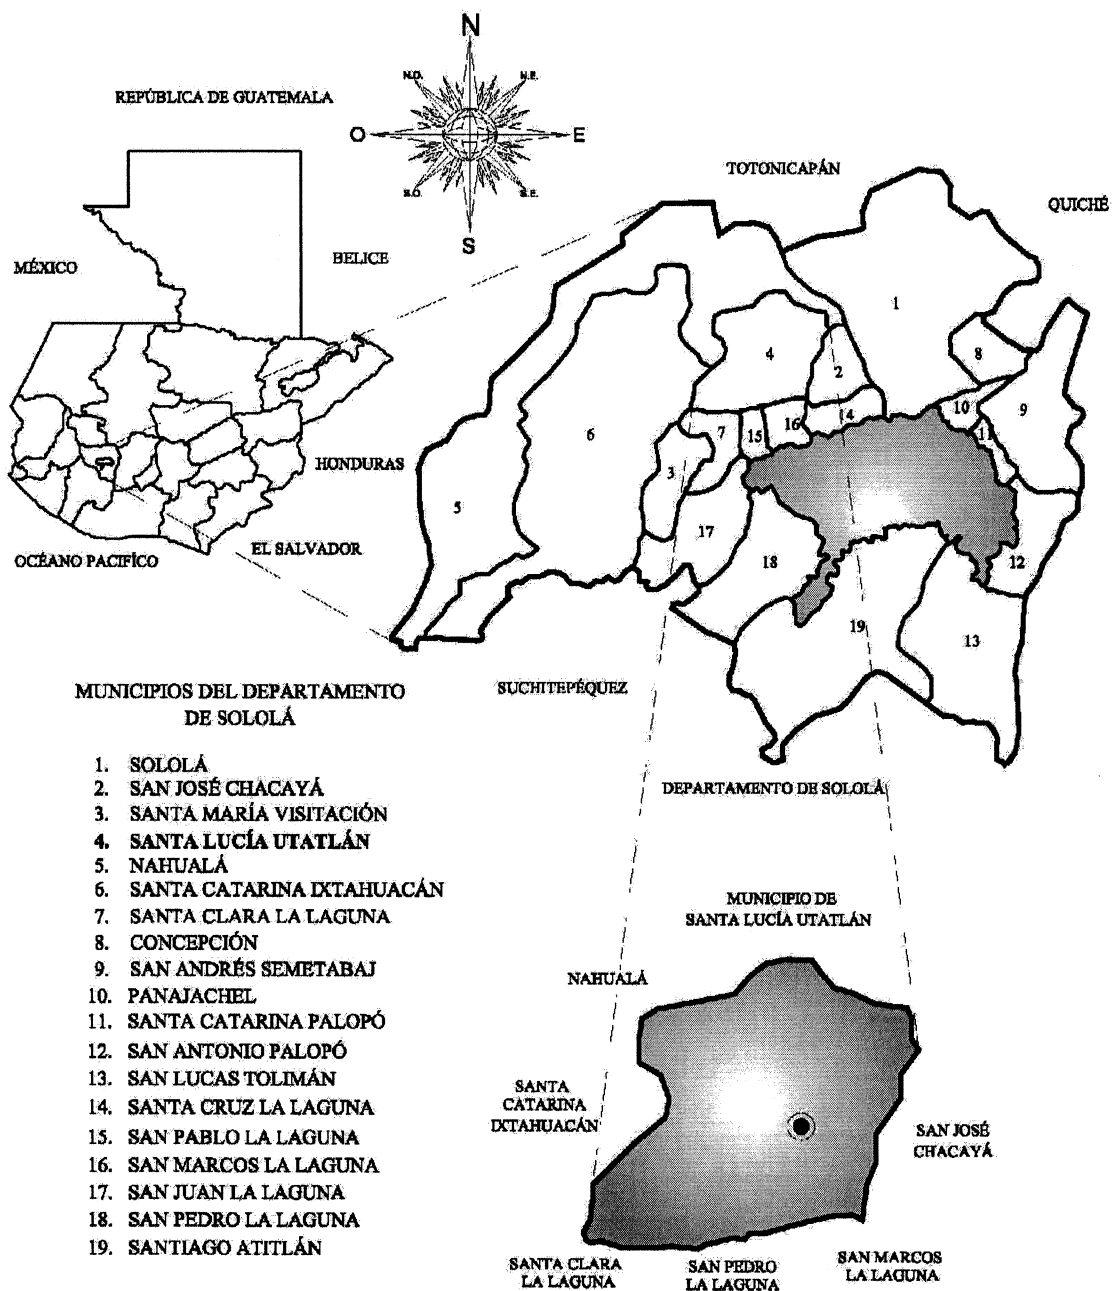 N
N.O.
N.E.
REPÚBLICA DE GUATEMALA
O
E
S.O.
S.E.
S
TOTONICAPÁN
QUICHÉ
MÉXICO
BELICE
HONDURAS
EL SALVADOR
OCÉANO PACIFÍCO
1
2
3
4
5
6
7
8
9
10
11
12
13
14
15
16
17
18
19
SUCHITEPÉQUEZ
DEPARTAMENTO DE SOLOLÁ
MUNICIPIOS DEL DEPARTAMENTO
DE SOLOLÁ
1. SOLOLÁ
2. SAN JOSÉ CHACAYÁ
3. SANTA MARÍA VISITACIÓN
4. SANTA LUCÍA UTATLÁN
5. NAHUALÁ
6. SANTA CATARINA IXTAHUACÁN
7. SANTA CLARA LA LAGUNA
8. CONCEPCIÓN
9. SAN ANDRÉS SEMETABAJ
10. PANAJACHEL
11. SANTA CATARINA PALOPÓ
12. SAN ANTONIO PALOPÓ
13. SAN LUCAS TOLIMÁN
14. SANTA CRUZ LA LAGUNA
15. SAN PABLO LA LAGUNA
16. SAN MARCOS LA LAGUNA
17. SAN JUAN LA LAGUNA
18. SAN PEDRO LA LAGUNA
19. SANTIAGO ATITLÁN
MUNICIPIO DE
SANTA LUCÍA UTATLÁN
NAHUALÁ
SANTA
CATARINA
IXTAHUACÁN
SAN JOSÉ
CHACAYÁ
SANTA CLARA
LA LAGUNA
SAN PEDRO
LA LAGUNA
SAN MARCOS
LA LAGUNA